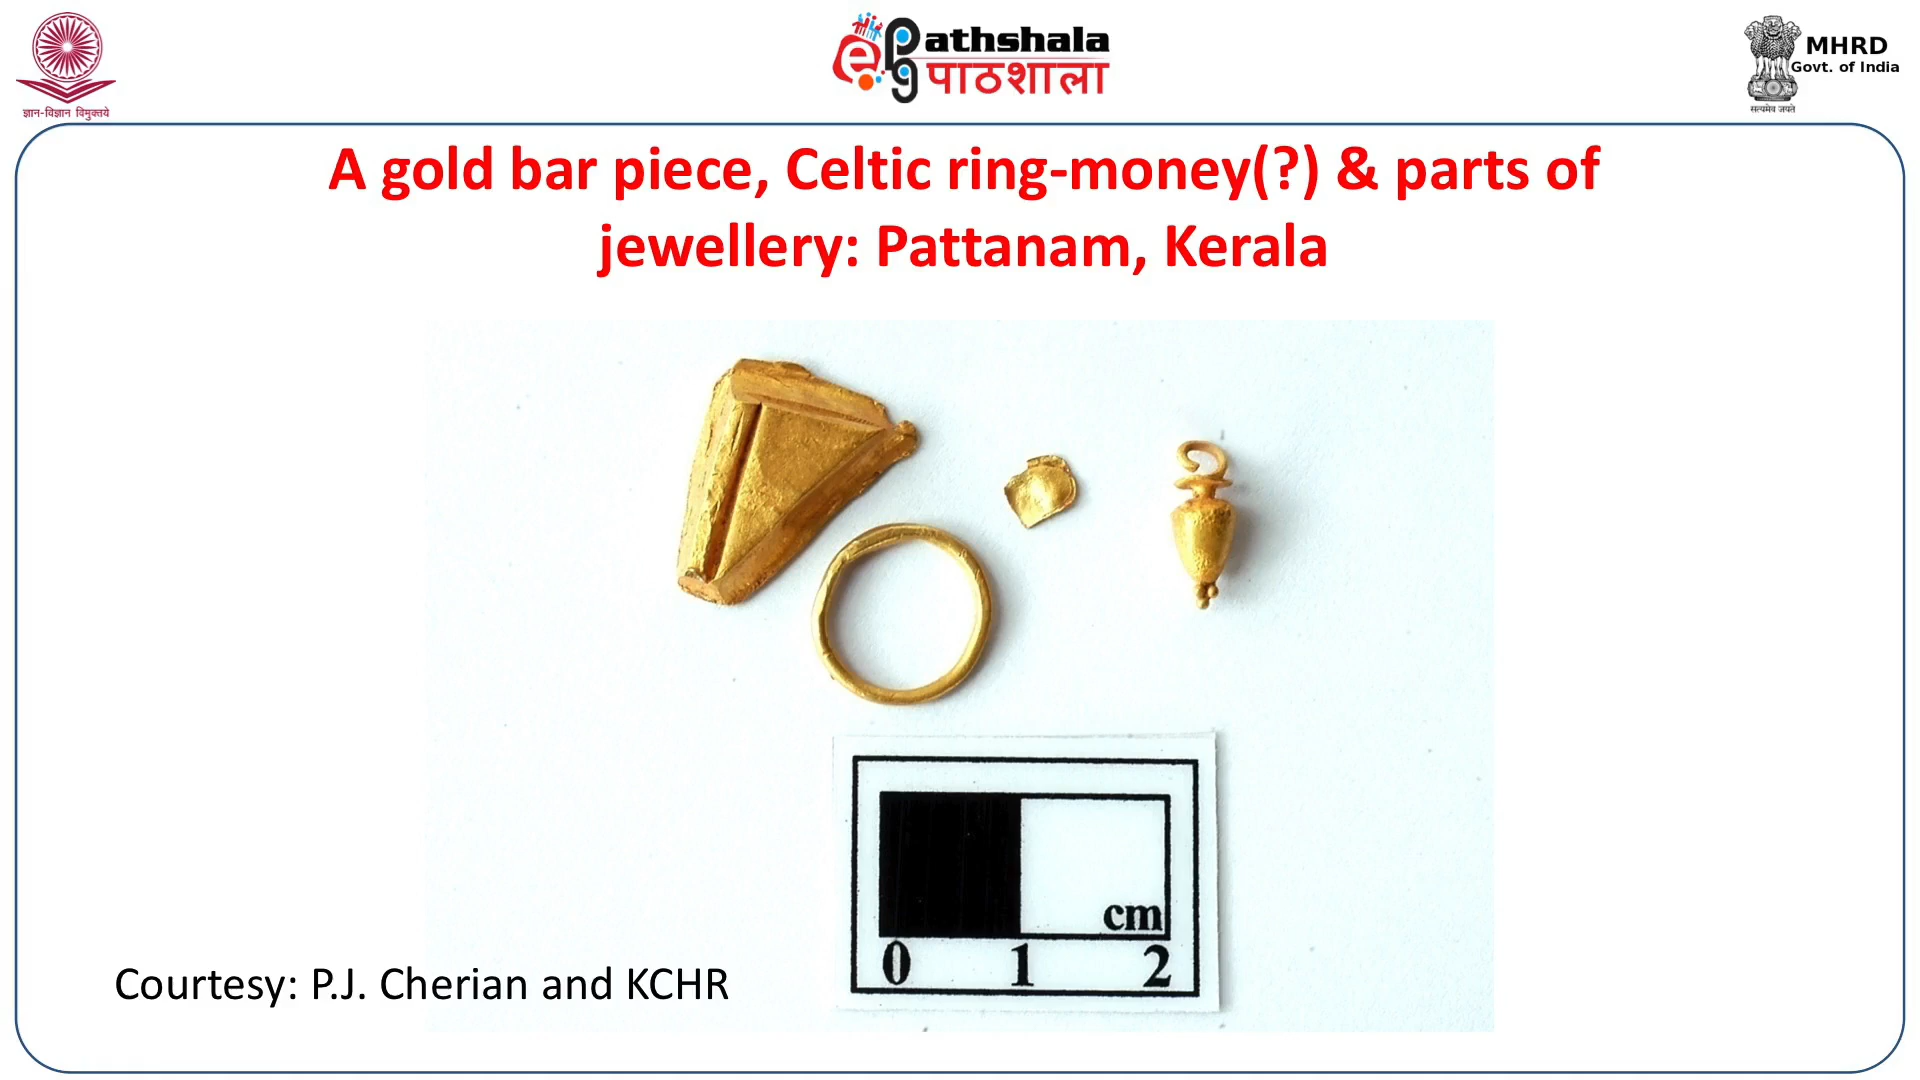 ज्ञान-विज्ञान विमुक्तये
ePathshala
पाठशाला
MHRD
Govt. of India
सत्यमेव जयते
A gold bar piece, Celtic ring-money(?) & parts of
jewellery: Pattanam, Kerala
cm
0 1 2
Courtesy: P.J. Cherian and KCHR